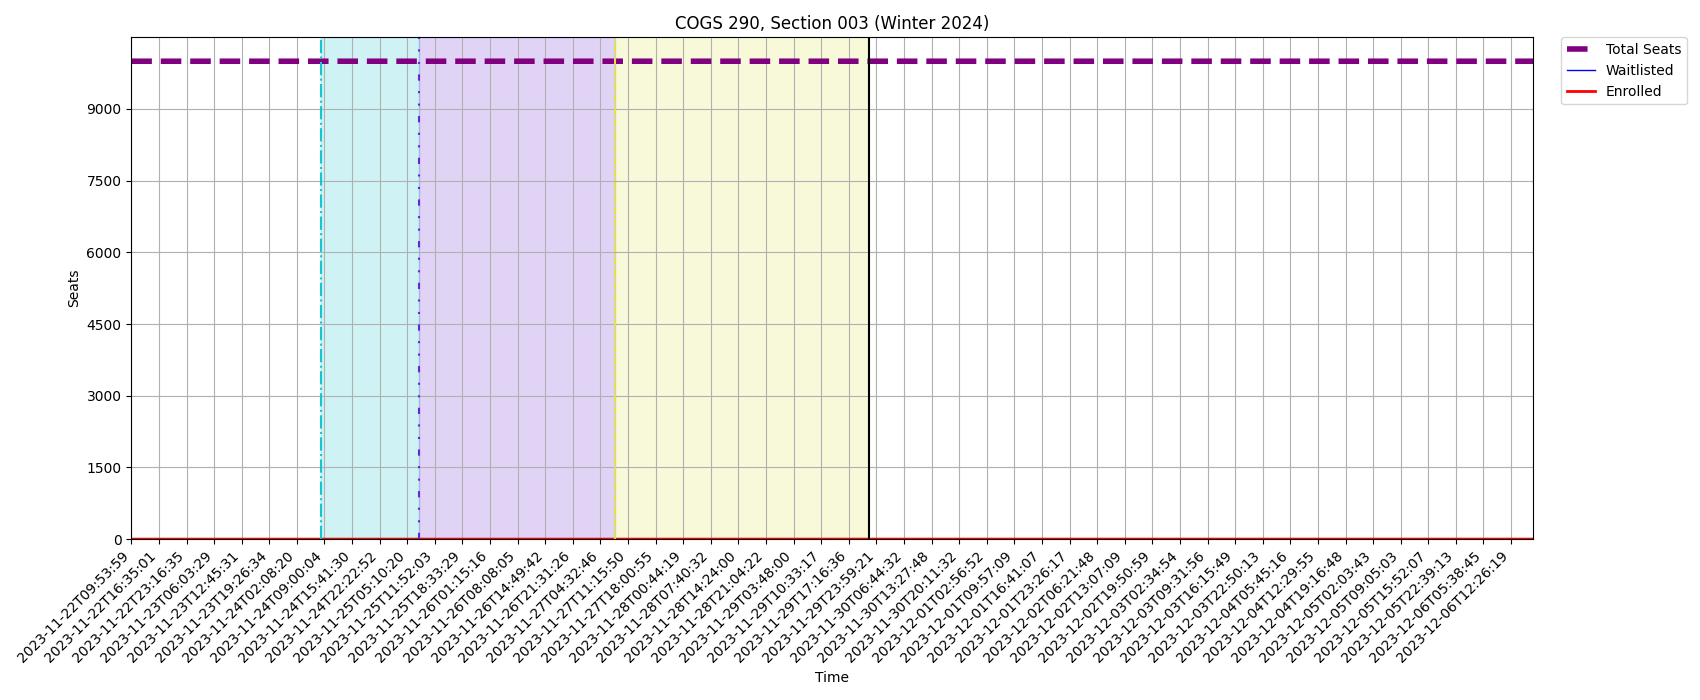 COGS 290, Section 003 (Winter 2024)
Total Seats
Waitlisted
Enrolled
Seats
9000
7500
6000
4500
3000
1500
0
2023-11-22T09:53:59
2023-11-22T16:35:01
2023-11-22T23:16:35
2023-11-23T06:03:29
2023-11-23T12:45:31
2023-11-23T19:26:34
2023-11-24T02:08:20
2023-11-24T09:00:04
2023-11-24T15:41:30
2023-11-24T22:22:52
2023-11-25T05:10:20
2023-11-25T11:52:03
2023-11-25T18:33:29
2023-11-26T01:15:16
2023-11-26T08:08:05
2023-11-26T14:49:42
2023-11-26T21:31:26
2023-11-27T04:32:46
2023-11-27T11:15:50
2023-11-27T18:00:55
2023-11-28T00:44:19
2023-11-28T07:40:32
2023-11-28T14:24:00
2023-11-28T21:04:22
2023-11-29T03:48:00
2023-11-29T10:33:17
2023-11-29T17:16:36
2023-11-29T23:59:21
2023-11-30T06:44:32
2023-11-30T13:27:48
2023-11-30T20:11:32
2023-12-01T02:56:52
2023-12-01T09:57:09
2023-12-01T16:41:07
2023-12-01T23:26:17
2023-12-02T06:21:48
2023-12-02T13:07:09
2023-12-02T19:50:59
2023-12-03T02:34:54
2023-12-03T09:31:56
2023-12-03T16:15:49
2023-12-03T22:50:13
2023-12-04T05:45:16
2023-12-04T12:29:55
2023-12-04T19:16:48
2023-12-05T02:03:43
2023-12-05T09:05:03
2023-12-05T15:52:07
2023-12-05T22:39:13
2023-12-06T05:38:45
2023-12-06T12:26:19
Time